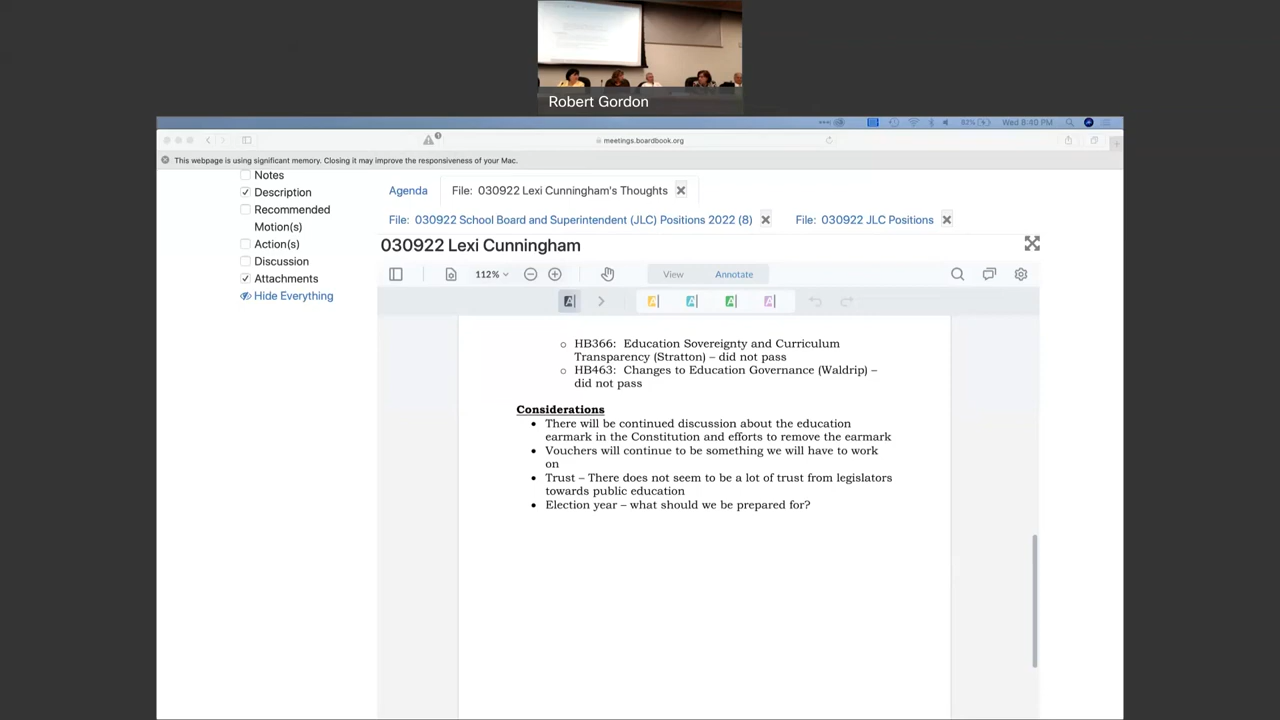 Robert Gordon
82%
Wed 8:40 PM
meetings.boardbook.org
This webpage is using significant memory. Closing it may improve the responsiveness of your Mac.
Notes
Description
Recommended
Motion(s)
Action(s)
Discussion
Attachments
Hide Everything
Agenda
File: 030922 Lexi Cunningham's Thoughts
File: 030922 School Board and Superintendent (JLC) Positions 2022 (8)
File: 030922 JLC Positions
030922 Lexi Cunningham
112%
View
Annotate
HB366: Education Sovereignty and Curriculum
Transparency (Stratton) – did not pass
HB463: Changes to Education Governance (Waldrip) –
did not pass
Considerations
There will be continued discussion about the education
earmark in the Constitution and efforts to remove the earmark
Vouchers will continue to be something we will have to work
on
Trust – There does not seem to be a lot of trust from legislators
towards public education
Election year – what should we be prepared for?